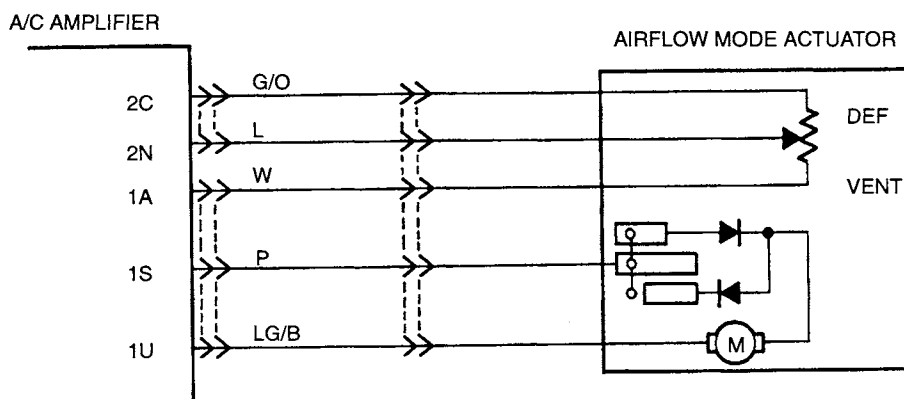 A/C AMPLIFIER
AIRFLOW MODE ACTUATOR
2C G/O
DEF
2N L
1A W
VENT
1S P
1U LG/B
M